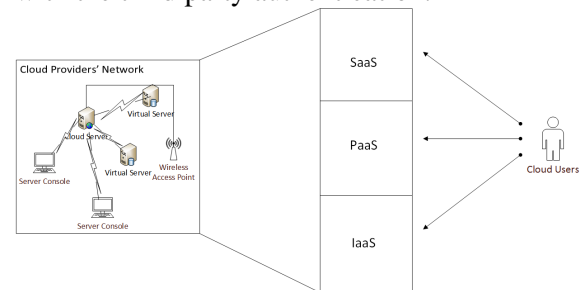 Cloud Providers' Network
Virtual Server
Cloud Server
Virtual Server
Wireless
Access Point
Server Console
Server Console
SaaS
PaaS
IaaS
Cloud Users